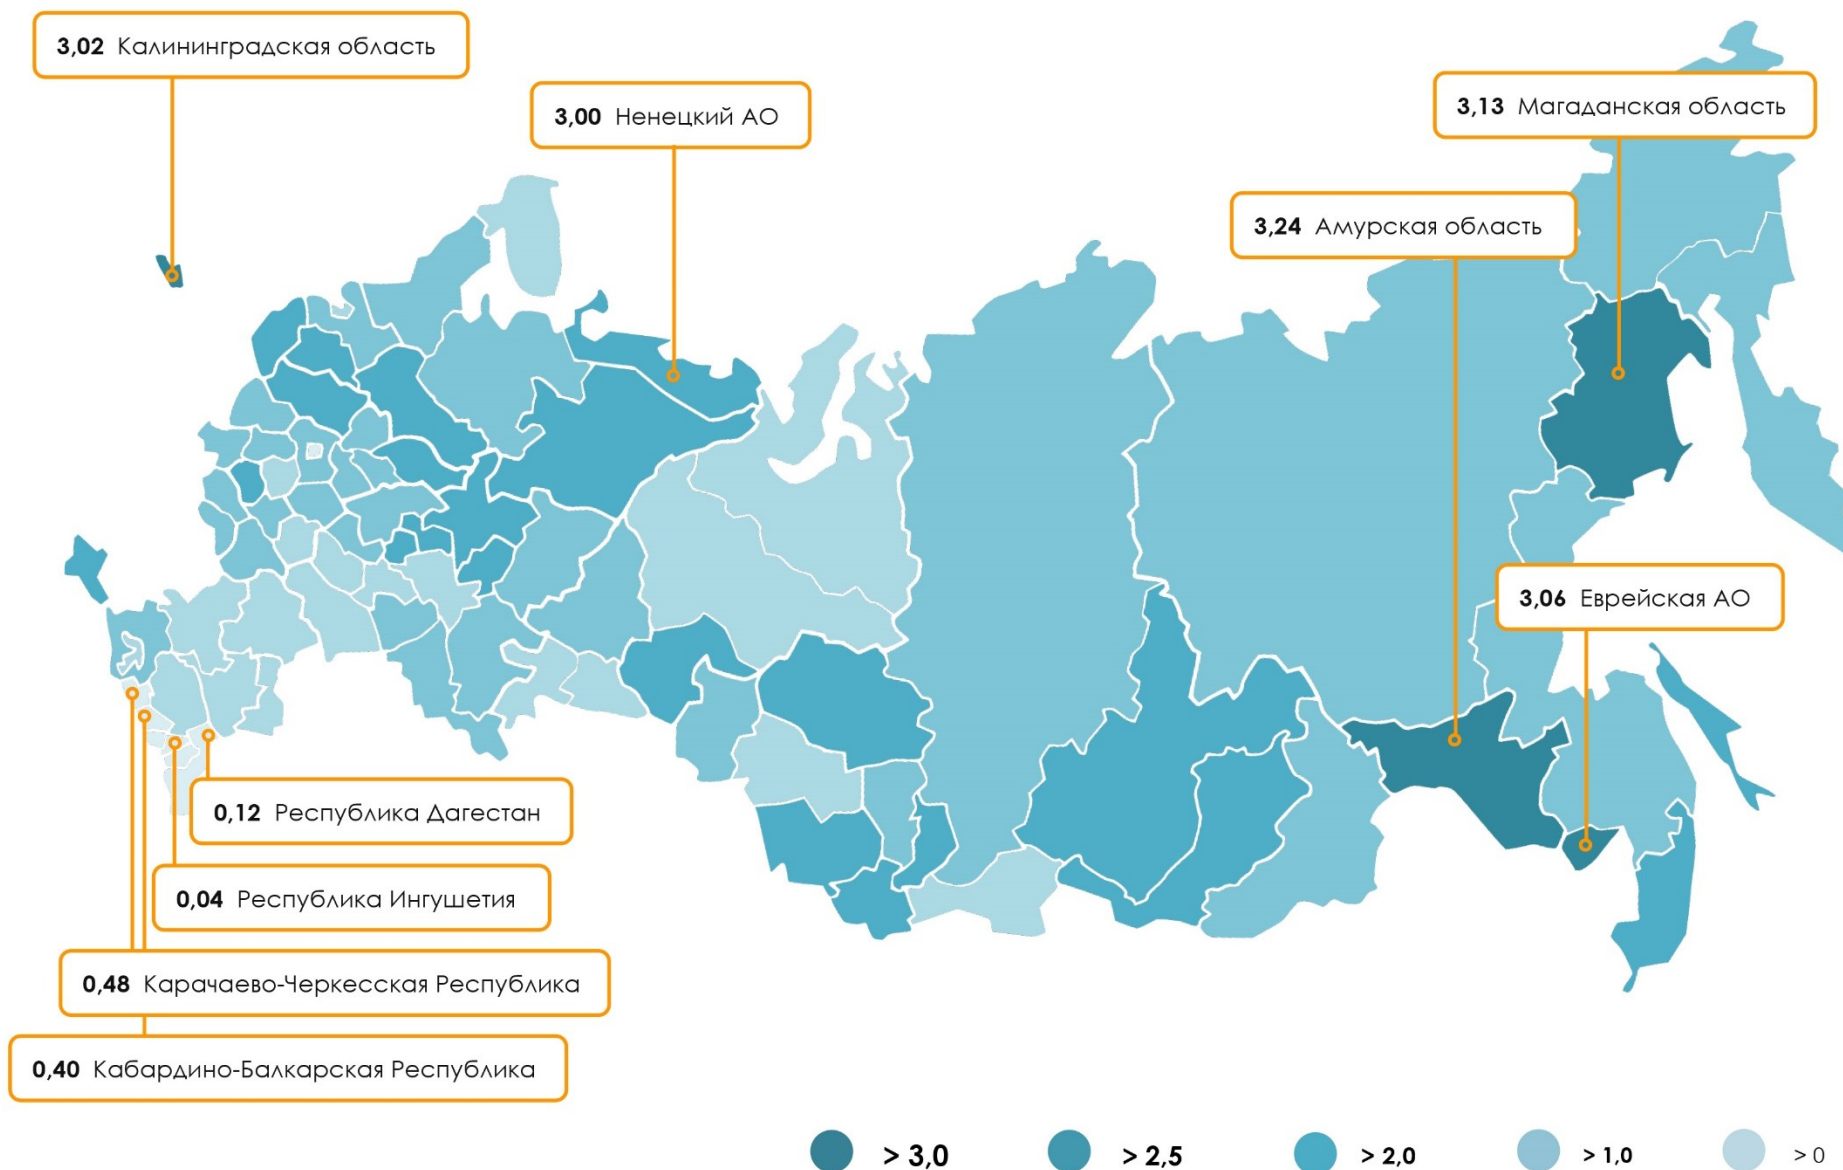 3,02 Калининградская область
3,00 Ненецкий АО
3,13 Магаданская область
3,24 Амурская область
3,06 Еврейская АО
0,12 Республика Дагестан
0,04 Республика Ингушетия
0,48 Карачаево-Черкесская Республика
0,40 Кабардино-Балкарская Республика
> 3,0 > 2,5 > 2,0 > 1,0 > 0